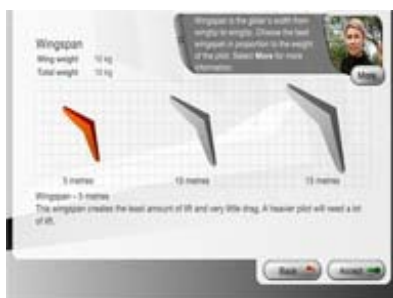 Wingspan is the glider's width from
wingtip to wingtip. Choose the best
wingspan in proportion to the weight
of the pilot. Select More for more
information.
More
Wingspan
Wing weight 10 kg
Total weight 10 kg
5 metres
10 metres
15 metres
Wingspan – 5 metres
This wingspan creates the least amount of lift and very little drag. A heavier pilot will need a lot
of lift.
Back
Accept